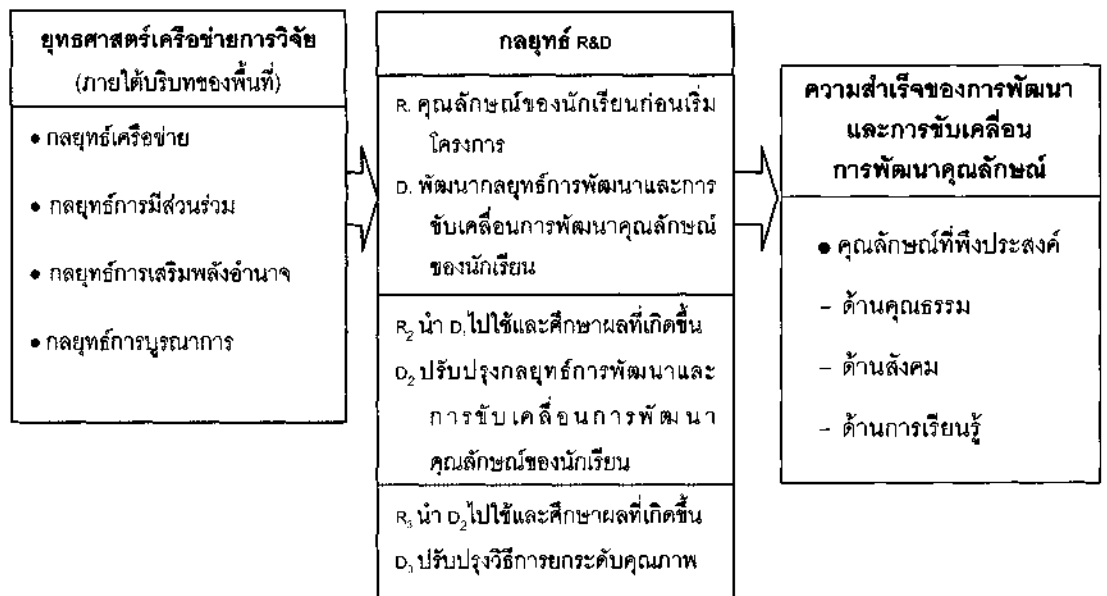 ยุทธศาสตร์เครือข่ายการวิจัย
(ภายใต้บริบทของพื้นที่)
• กลยุทธ์เครือข่าย
• กลยุทธ์การมีส่วนร่วม
• กลยุทธ์การเสริมพลังอำนาจ
• กลยุทธ์การบูรณาการ
กลยุทธ์ R&D
R. คุณลักษณ์ของนักเรียนก่อนเริ่ม
โครงการ
D. พัฒนากลยุทธ์การพัฒนาและการ
ขับเคลื่อนการพัฒนาคุณลักษณ์
ของนักเรียน
R₂ นำ D, ไปใช้และศึกษาผลที่เกิดขึ้น
D₂ ปรับปรุงกลยุทธ์การพัฒนาและ
การขับเคลื่อนการพัฒนา
คุณลักษณ์ของนักเรียน
R₃ นำ D₂ไปใช้และศึกษาผลที่เกิดขึ้น
D₃ ปรับปรุงวิธีการยกระดับคุณภาพ
ความสำเร็จของการพัฒนา
และการขับเคลื่อน
การพัฒนาคุณลักษณ์
• คุณลักษณ์ที่พึงประสงค์
– ด้านคุณธรรม
– ด้านสังคม
– ด้านการเรียนรู้